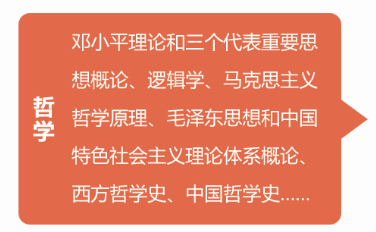 哲学
邓小平理论和三个代表重要思
想概论、逻辑学、马克思主义
哲学原理、毛泽东思想和中国
特色社会主义理论体系概论、
西方哲学史、中国哲学史……